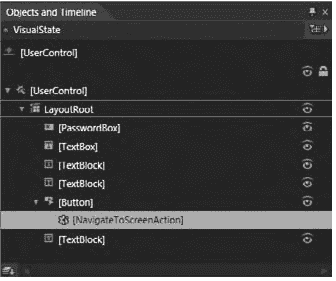 Objects and Timeline
VisualState
[UserControl]
[UserControl]
LayoutRoot
[PasswordBox]
[TextBox]
[TextBlock]
[TextBlock]
[Button]
[NavigateToScreenAction]
[TextBlock]